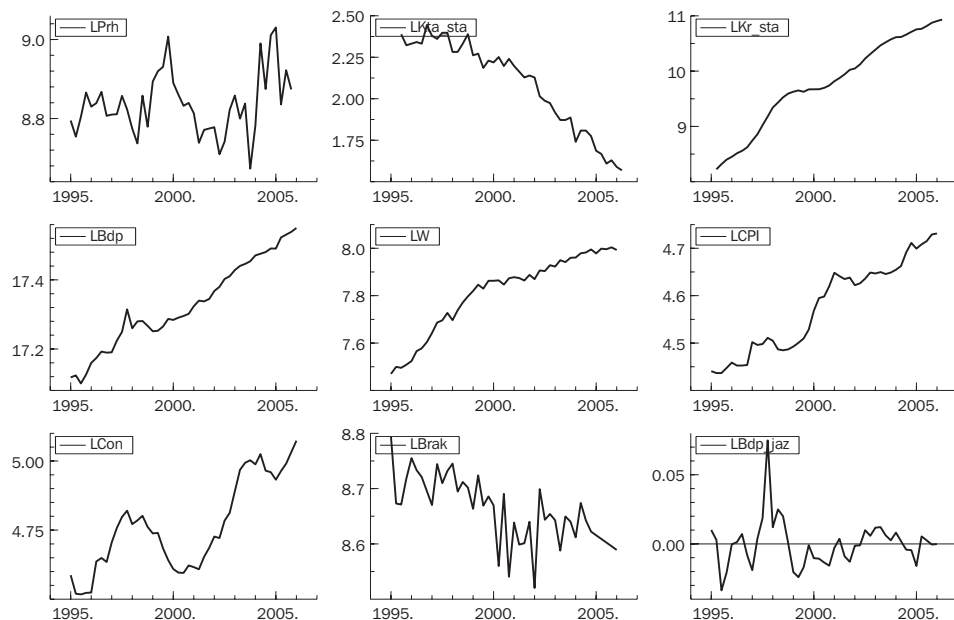 LPrh
9.0
8.8
1995. 2000. 2005.
LKta_sta
2.50
2.25
2.00
1.75
1995. 2000. 2005.
LKr_sta
11
10
9
1995. 2000. 2005.
LBdp
17.4
17.2
1995. 2000. 2005.
LW
8.0
7.8
7.6
1995. 2000. 2005.
LCPI
4.7
4.6
4.5
1995. 2000. 2005.
LCon
5.00
4.75
1995. 2000. 2005.
LBrak
8.8
8.7
8.6
1995. 2000. 2005.
LBdp_jaz
0.05
0.00
1995. 2000. 2005.